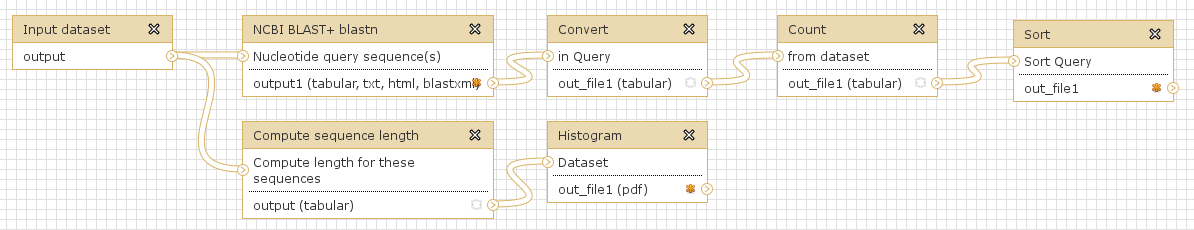 Input dataset
output
NCBI BLAST+ blastn
Nucleotide query sequence(s)
output1 (tabular, txt, html, blastxml)
Convert
in Query
out_file1 (tabular)
Count
from dataset
out_file1 (tabular)
Sort
Sort Query
out_file1
Compute sequence length
Compute length for these
sequences
output (tabular)
Histogram
Dataset
out_file1 (pdf)